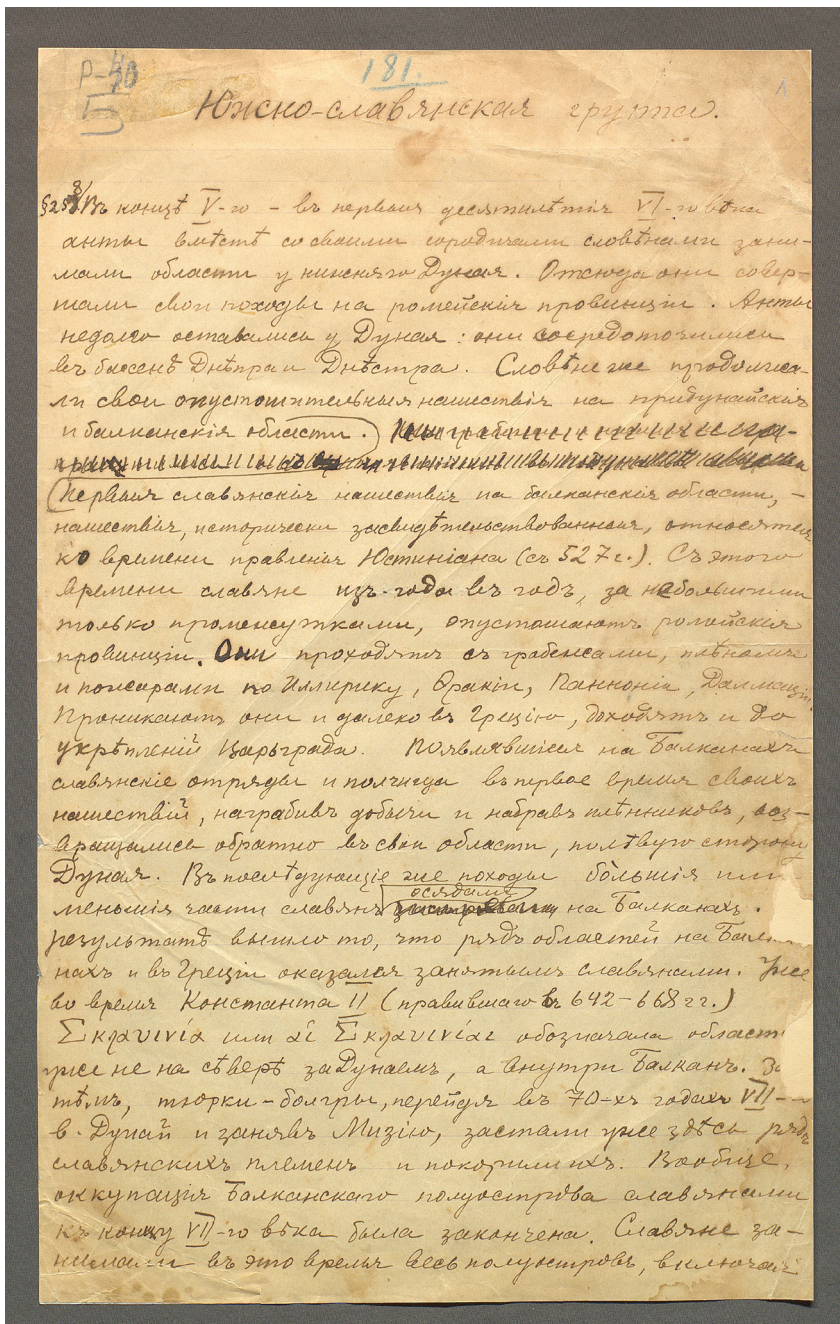 181.
Южно-славянская группа.
§25 Въ концѣ V-го – въ первыя десятилѣтія VI-го вѣка
анты вмѣстѣ со своими сородичами словѣнами зани-
мали области у нижняго Дуная. Отсюда они совер-
шали свои походы на ромейскія провинціи. Анты
недолго оставались у Дуная: они сосредоточились
въ бассенѣ Днѣпра и Днѣстра. Словѣне же продолжа-
ли свои опустошительныя нашествія на придунайскія
и балканскія области.
Первыя славянскія нашествія на балканскія области, –
нашествія, исторически засвидѣтельствованныя, относятся
ко времени правленія Юстиніана (съ 527 г.). Съ этого
времени славяне изъ года въ годъ, за небольшими
только промежутками, опустошаютъ ромейскія
провинціи. Они проходятъ съ грабежами, плѣномъ
и пожарами по Иллирику, Ѳракіи, Панноніи, Далмаціи.
Проникаютъ они и далеко въ Грецію, доходятъ и до
укрѣпленій Царьграда. Появлявшіеся на Балканахъ
славянскіе отряды и полчища въ первое время своихъ
нашествій, награбивъ добычи и набравъ плѣнниковъ, воз-
вращались обратно въ свои области, по лѣвую сторону
Дуная. Въ послѣдующіе же походы бóльшія или
меньшія части славянъ осядали на Балканахъ.
результатѣ вышло то, что рядъ областей на Бал
нахъ и въ Греціи оказался занятымъ славянами. Уже
во время Константа II (правившаго въ 642–668 гг.)
Σκλαυινία или αἱ Σκλαυινίαι обозначала област
уже не на сѣверѣ за Дунаемъ, а внутри Балканъ. За
тѣмъ, тюрки-болгры, перейдя въ 70-хъ годахъ VII-
в. Дунай и занявъ Мизію, застали уже здѣсь рядъ
славянскихъ племенъ и покорили ихъ. Вообще,
оккупація Балканскаго полуострова славянами
къ концу VII-го вѣка была закончена. Славяне за-
нимали въ это время весь полуостровъ, включая